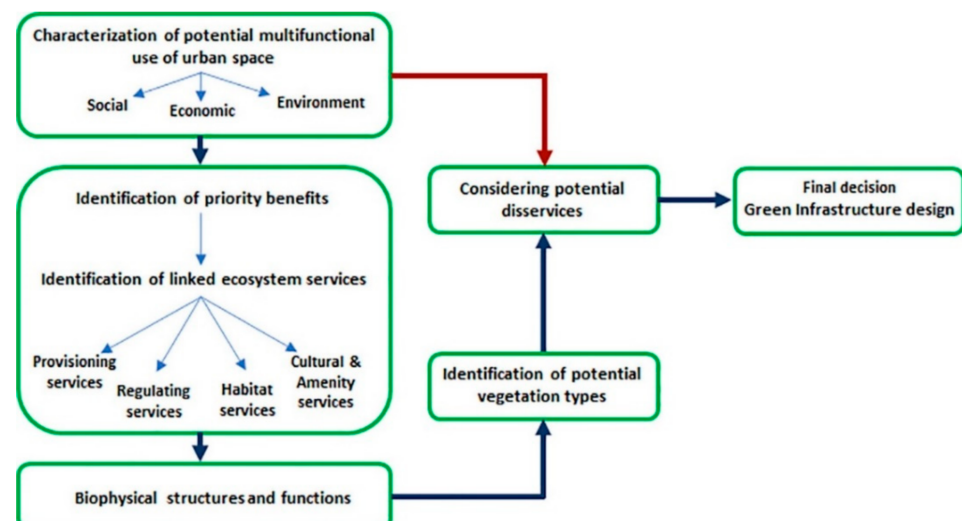 Characterization of potential multifunctional
use of urban space
Social
Economic
Environment
Identification of priority benefits
Identification of linked ecosystem services
Provisioning
services
Regulating
services
Habitat
services
Cultural &
Amenity
services
Biophysical structures and functions
Considering potential
disservices
Identification of potential
vegetation types
Final decision
Green Infrastructure design